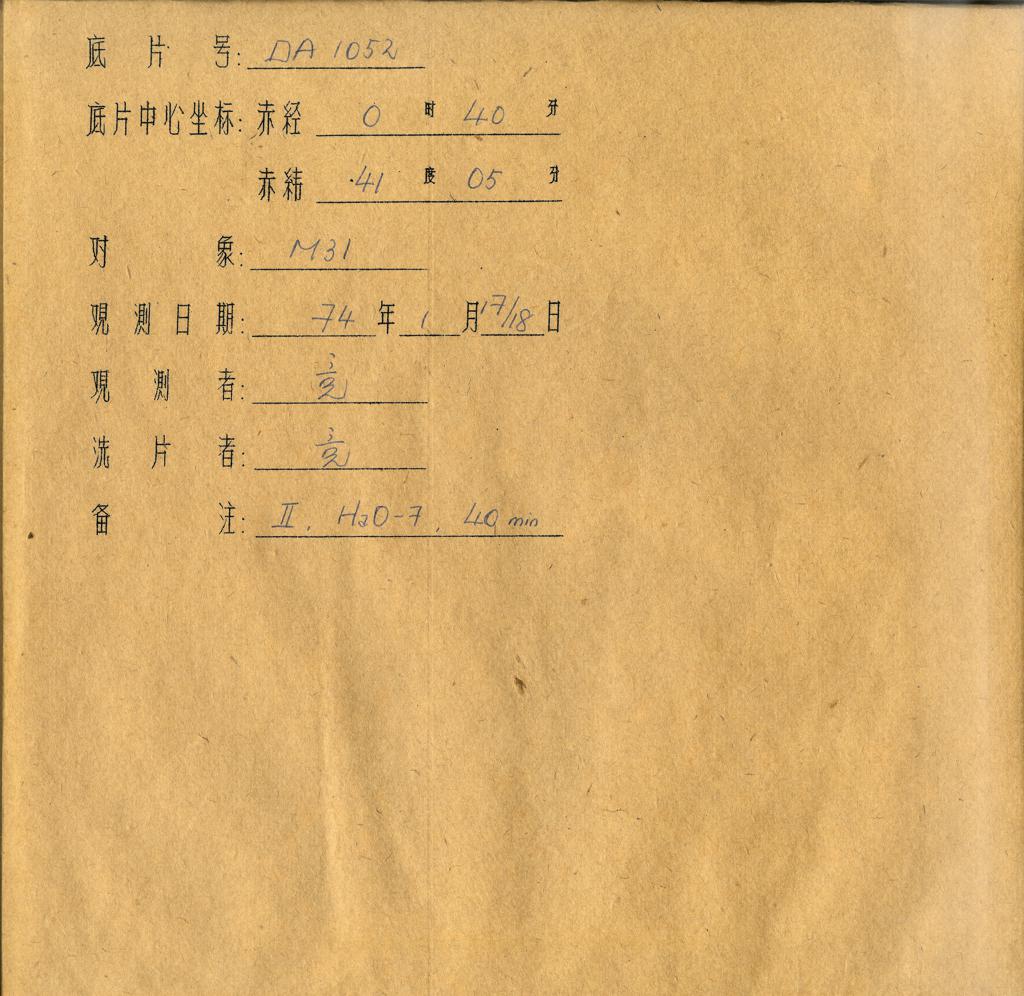 底片号: DA 1052
底片中心坐标: 赤经 0 时 40 分
赤纬 41 度 05 分
对象: M31
观测日期: 74 年 1 月 17/18 日
观测者: 竞
洗片者: 竞
备注: II. HaO-7, 40 min